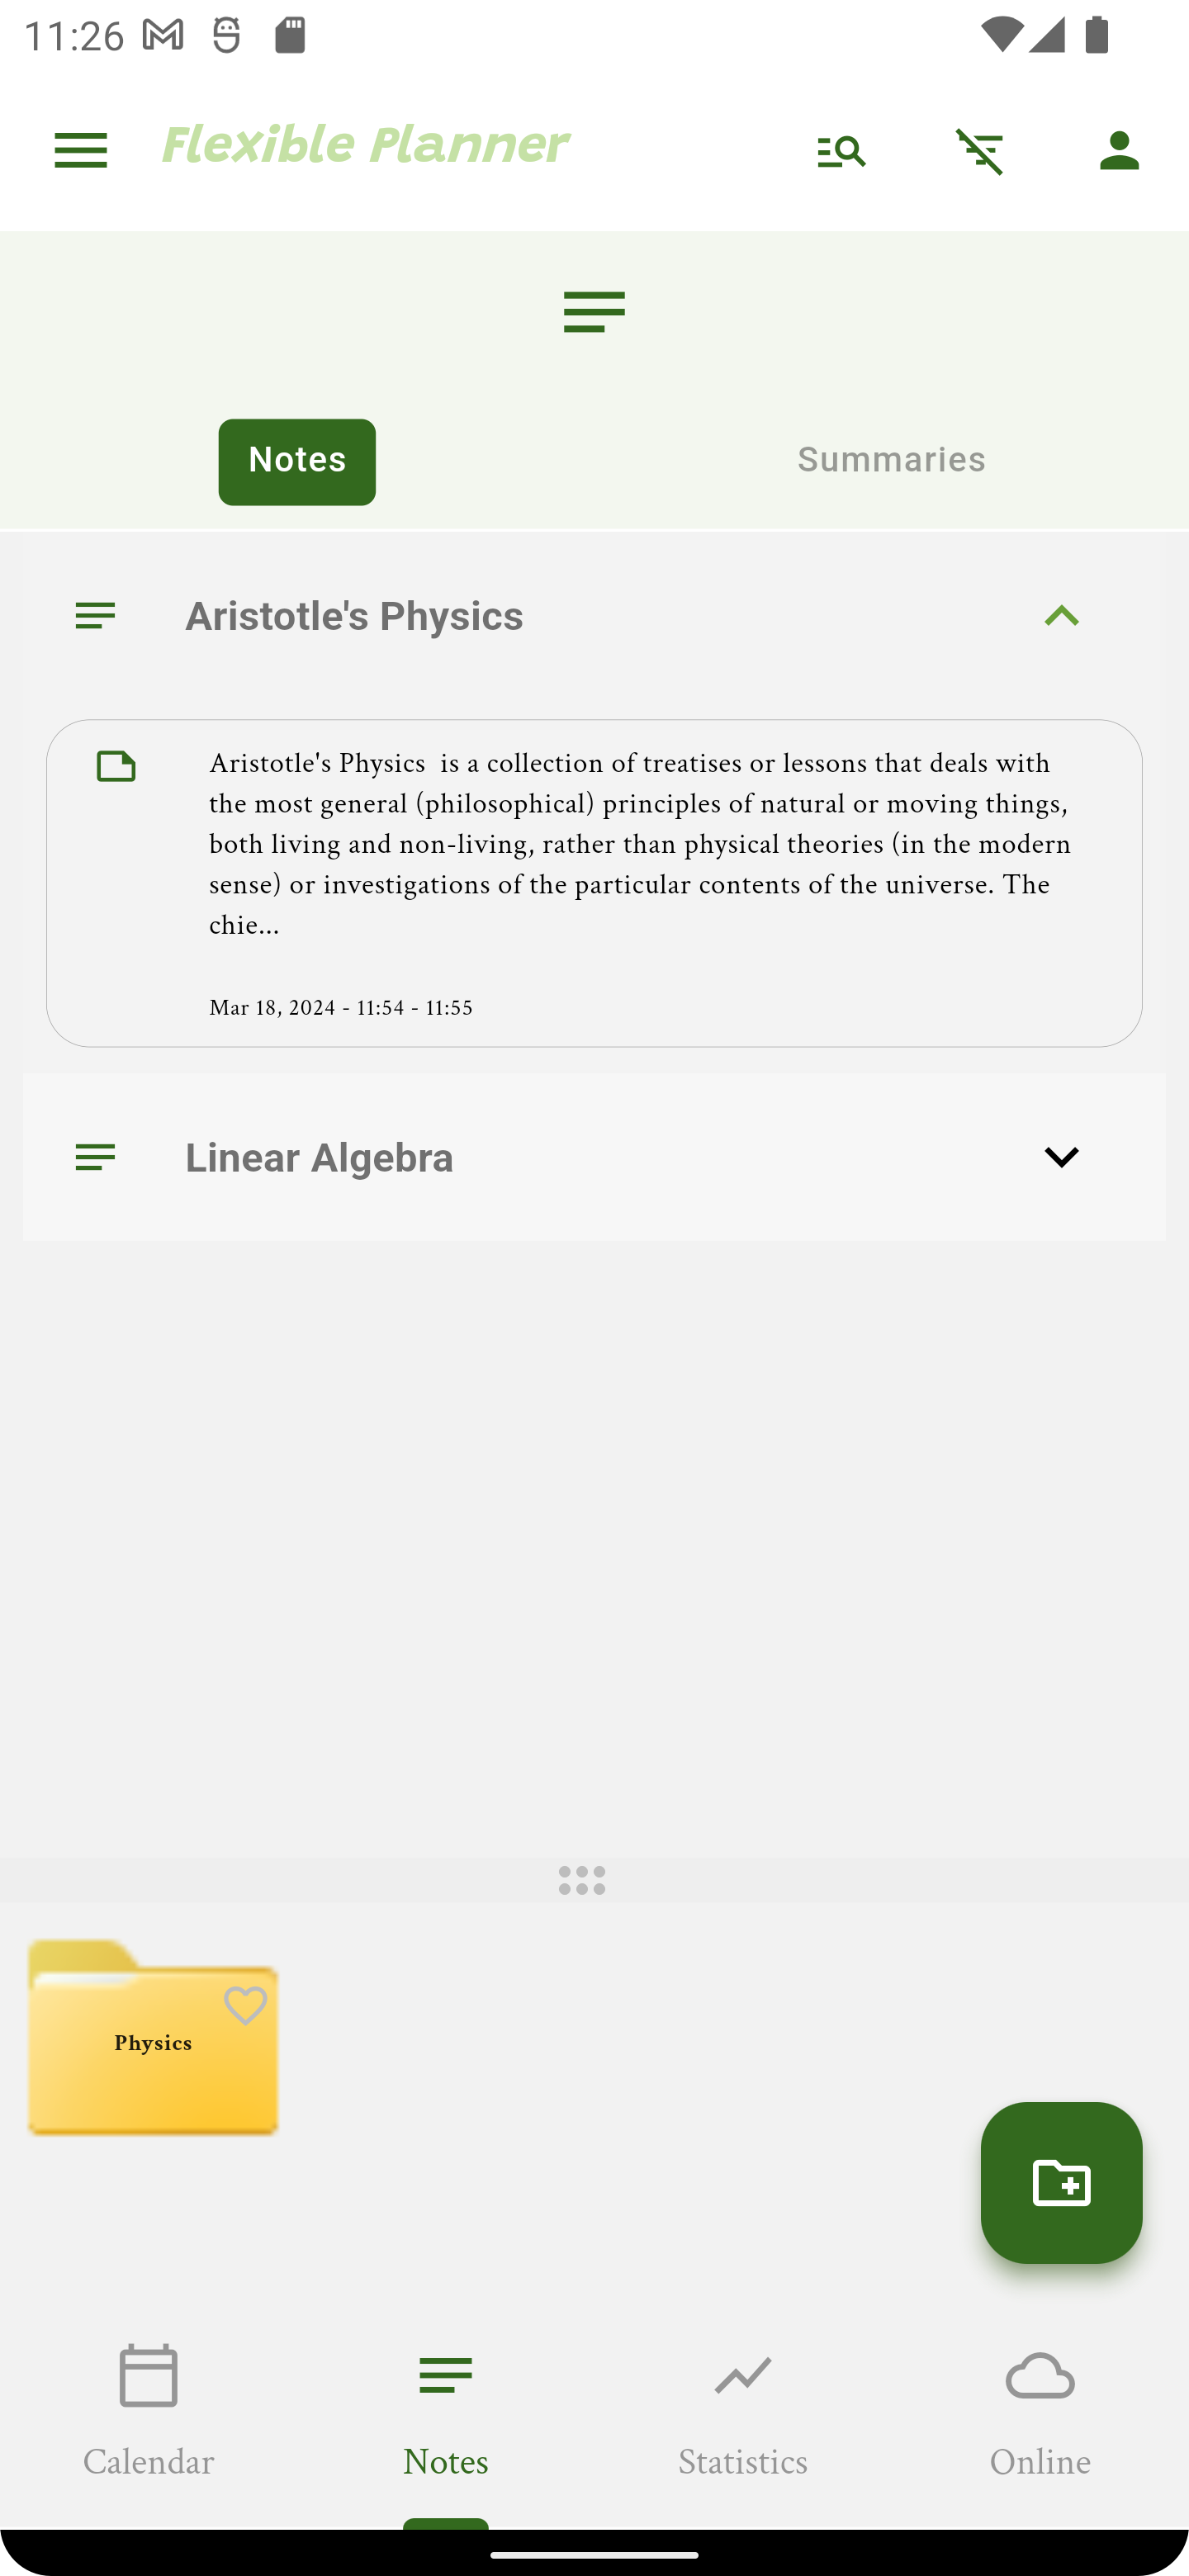 11:26
Flexible Planner
Notes
Summaries
Aristotle's Physics
Aristotle's Physics  is a collection of treatises or lessons that deals with
the most general (philosophical) principles of natural or moving things,
both living and non-living, rather than physical theories (in the modern
sense) or investigations of the particular contents of the universe. The
chie...
Mar 18, 2024 - 11:54 - 11:55
Linear Algebra
Physics
Calendar
Notes
Statistics
Online